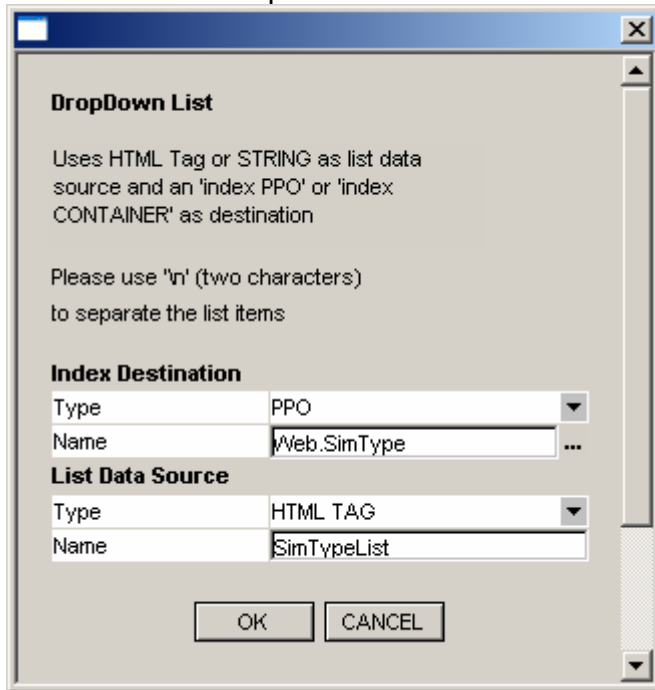 DropDown List
Uses HTML Tag or STRING as list data
source and an 'index PPO' or 'index
CONTAINER' as destination
Please use '\n' (two characters)
to separate the list items
Index Destination
Type PPO
Name Web.SimType ...
List Data Source
Type HTML TAG
Name SimTypeList
OK CANCEL